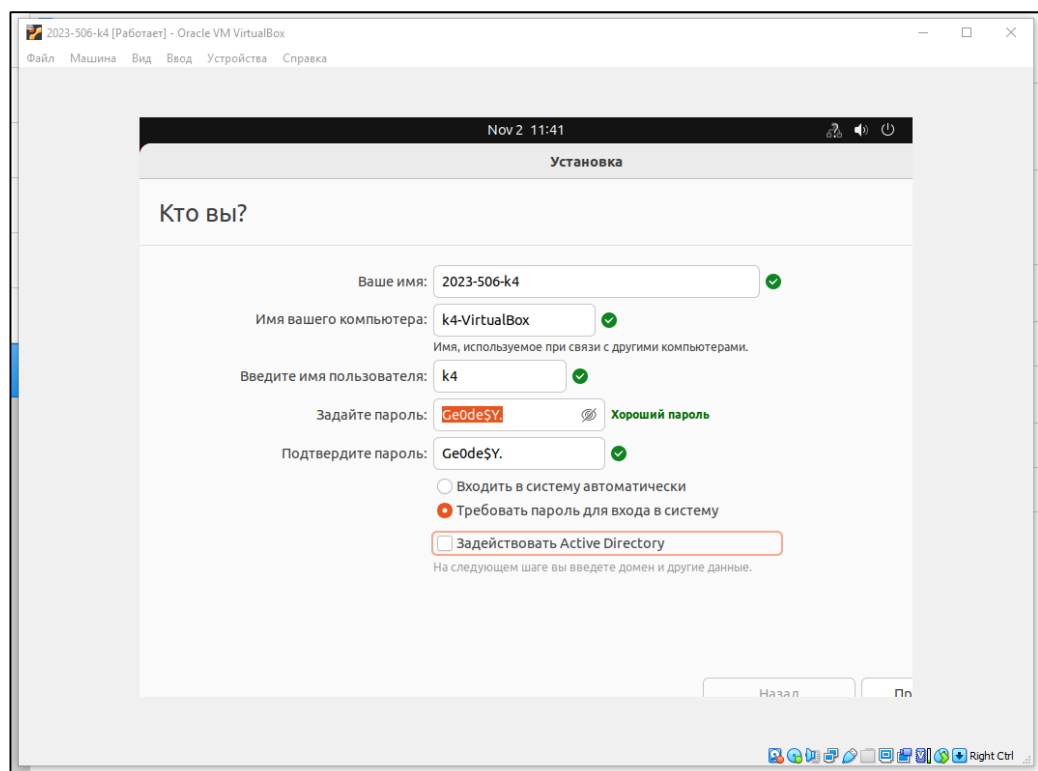 2023-506-k4 [Работает] - Oracle VM VirtualBox
Файл Машина Вид Ввод Устройства Справка
Nov 2 11:41
Установка
Кто вы?
Ваше имя: 2023-506-k4
Имя вашего компьютера: k4-VirtualBox
Имя, используемое при связи с другими компьютерами.
Введите имя пользователя: k4
Задайте пароль: Ge0de$Y. Хороший пароль
Подтвердите пароль: Ge0de$Y.
Входить в систему автоматически
Требовать пароль для входа в систему
Задействовать Active Directory
На следующем шаге вы введете домен и другие данные.
Назад Пр
Right Ctrl